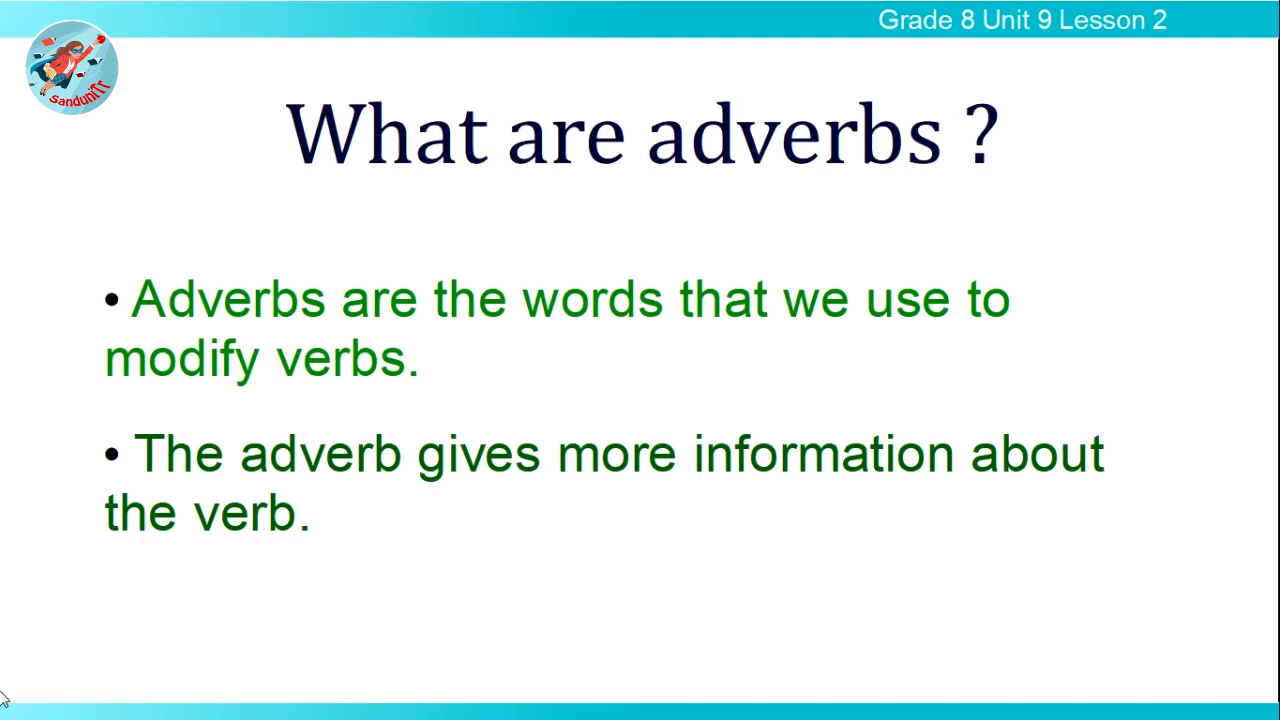 Grade 8 Unit 9 Lesson 2
SanduniTr
What are adverbs ?
• Adverbs are the words that we use to
modify verbs.
• The adverb gives more information about
the verb.